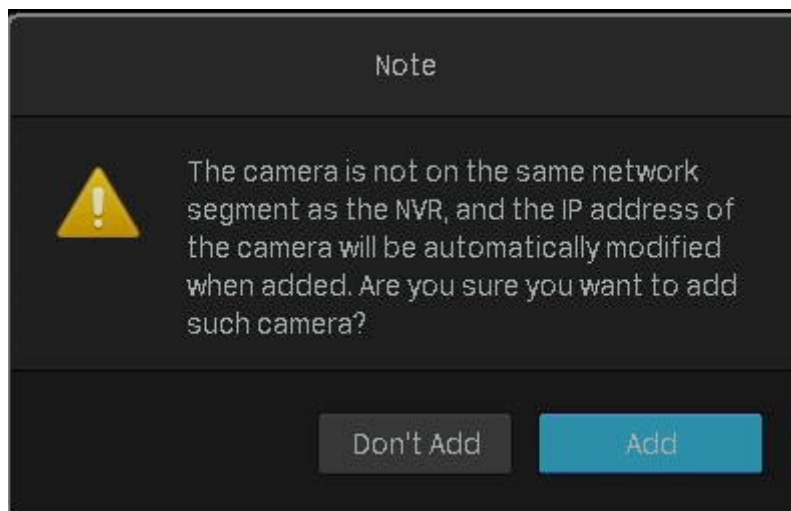 Note
The camera is not on the same network
segment as the NVR, and the IP address of
the camera will be automatically modified
when added. Are you sure you want to add
such camera?
Don't Add
Add